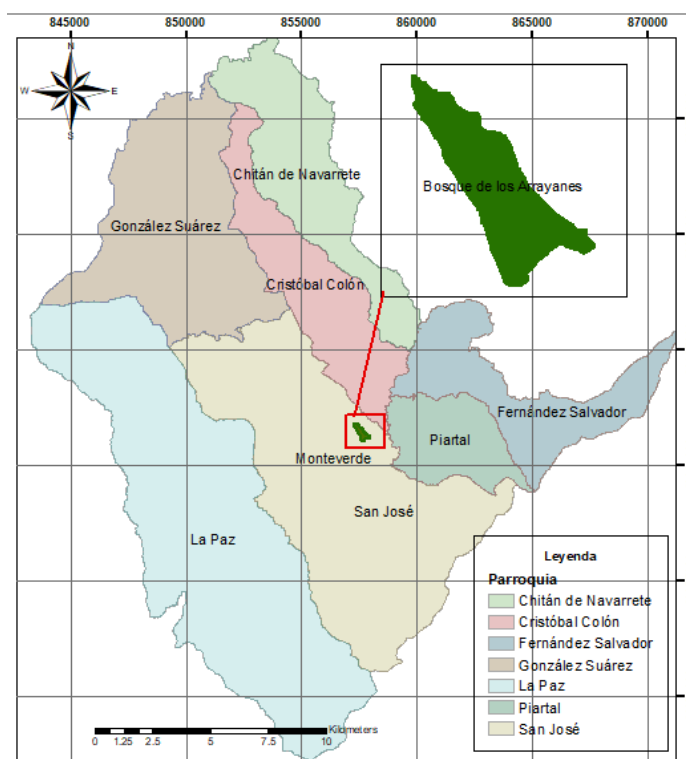 845000 850000 855000 860000 865000 870000
N
W E
S
Chitán de Navarrete
Bosque de los Arrayanes
González Suárez
Cristóbal Colón
Fernández Salvador
Piartal
Monteverde
San José
La Paz
Leyenda
Parroquia
Chitán de Navarrete
Cristóbal Colón
Fernández Salvador
González Suárez
La Paz
Piartal
San José
Kilometers
0 1.25 2.5 5 7.5 10